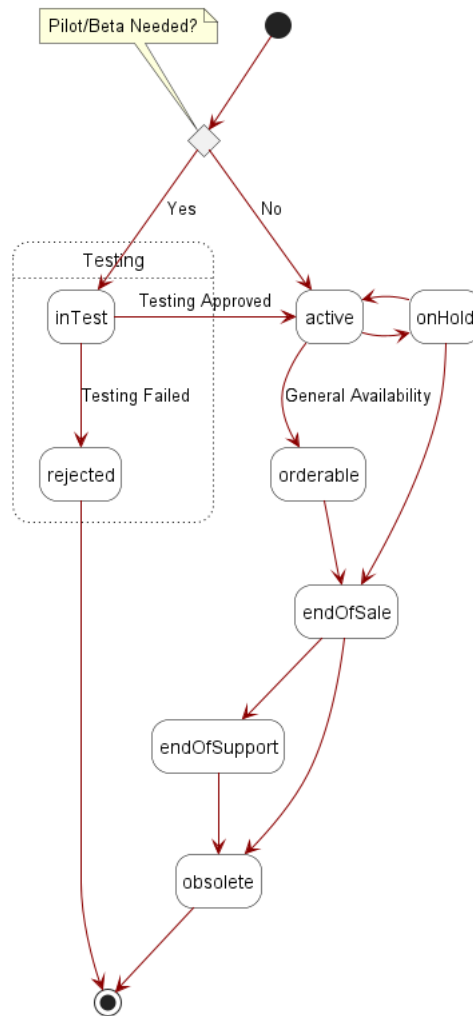 Pilot/Beta Needed?
Yes
No
Testing
inTest
Testing Approved
active
onHold
Testing Failed
General Availability
rejected
orderable
endOfSale
endOfSupport
obsolete